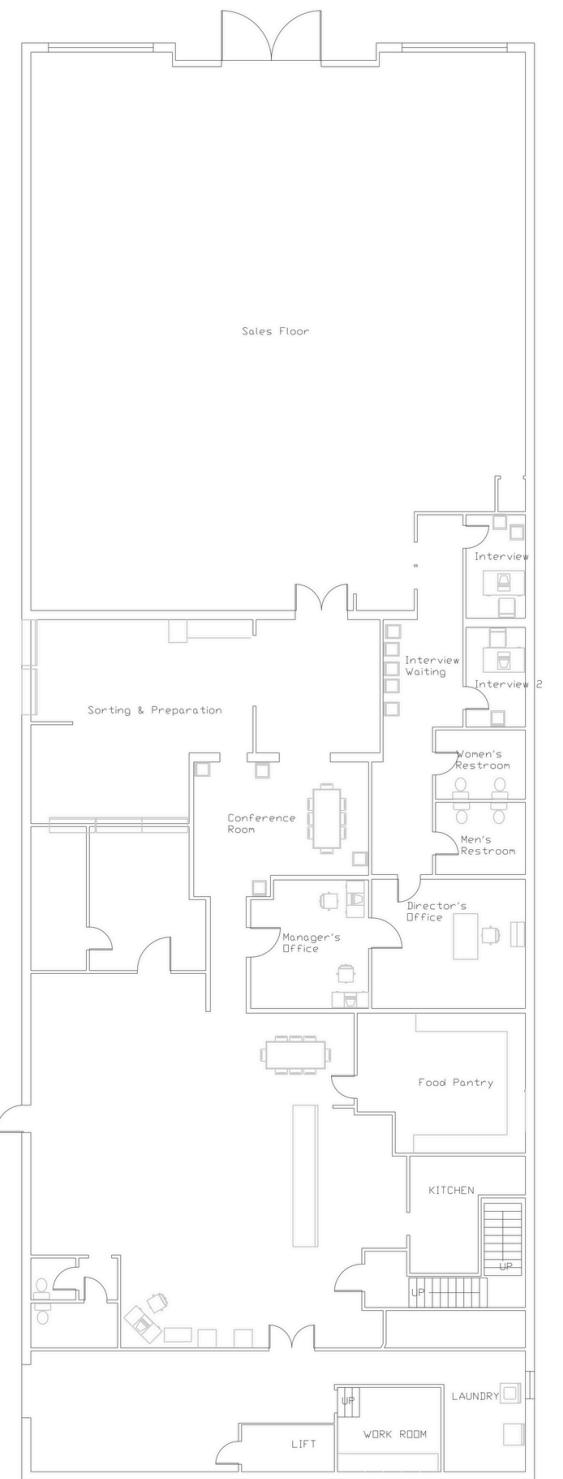 Sales Floor
Interview
Interview
Waiting
Interview 2
Sorting & Preparation
Women's
Restroom
Conference
Room
Men's
Restroom
Director's
Office
Manager's
Office
Food Pantry
KITCHEN
UP
UP
UP
LAUNDRY
WORK ROOM
LIFT